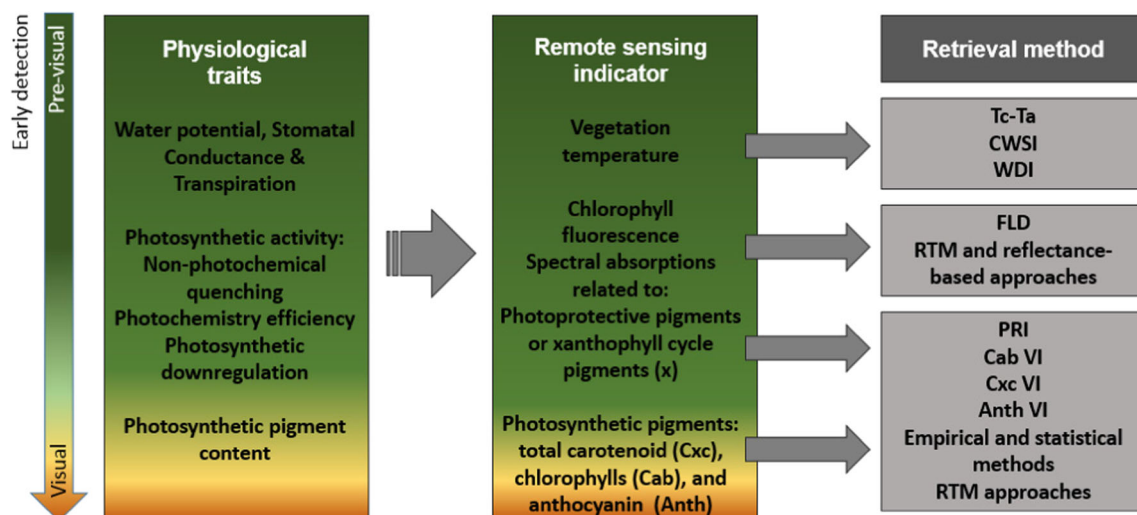 Early detection
Pre-visual
Visual
Physiological
traits
Water potential, Stomatal
Conductance &
Transpiration
Photosynthetic activity:
Non-photochemical
quenching
Photochemistry efficiency
Photosynthetic
downregulation
Photosynthetic pigment
content
Remote sensing
indicator
Vegetation
temperature
Chlorophyll
fluorescence
Spectral absorptions
related to:
Photoprotective pigments
or xanthophyll cycle
pigments (x)
Photosynthetic pigments:
total carotenoid (Cxc),
chlorophylls (Cab), and
anthocyanin (Anth)
Retrieval method
Tc-Ta
CWSI
WDI
FLD
RTM and reflectance-
based approaches
PRI
Cab VI
Cxc VI
Anth VI
Empirical and statistical
methods
RTM approaches